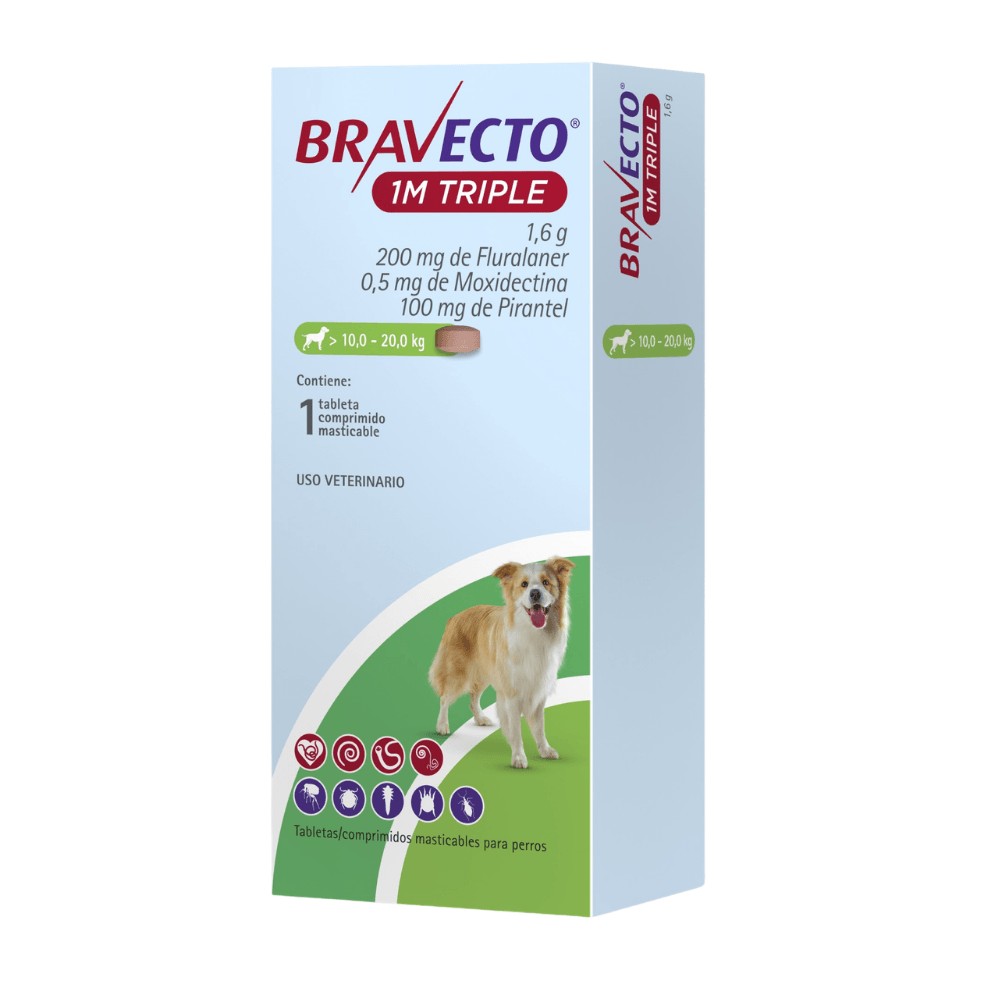 BRAVECTO®
1M TRIPLE
1,6 g
200 mg de Fluralaner
0,5 mg de Moxidectina
100 mg de Pirantel
> 10,0 - 20,0 kg
Contiene:
1 tableta
comprimido
masticable
USO VETERINARIO
Tabletas/comprimidos masticables para perros
BRAVECTO®
1M TRIPLE
1,6 g
> 10,0 - 20,0 kg